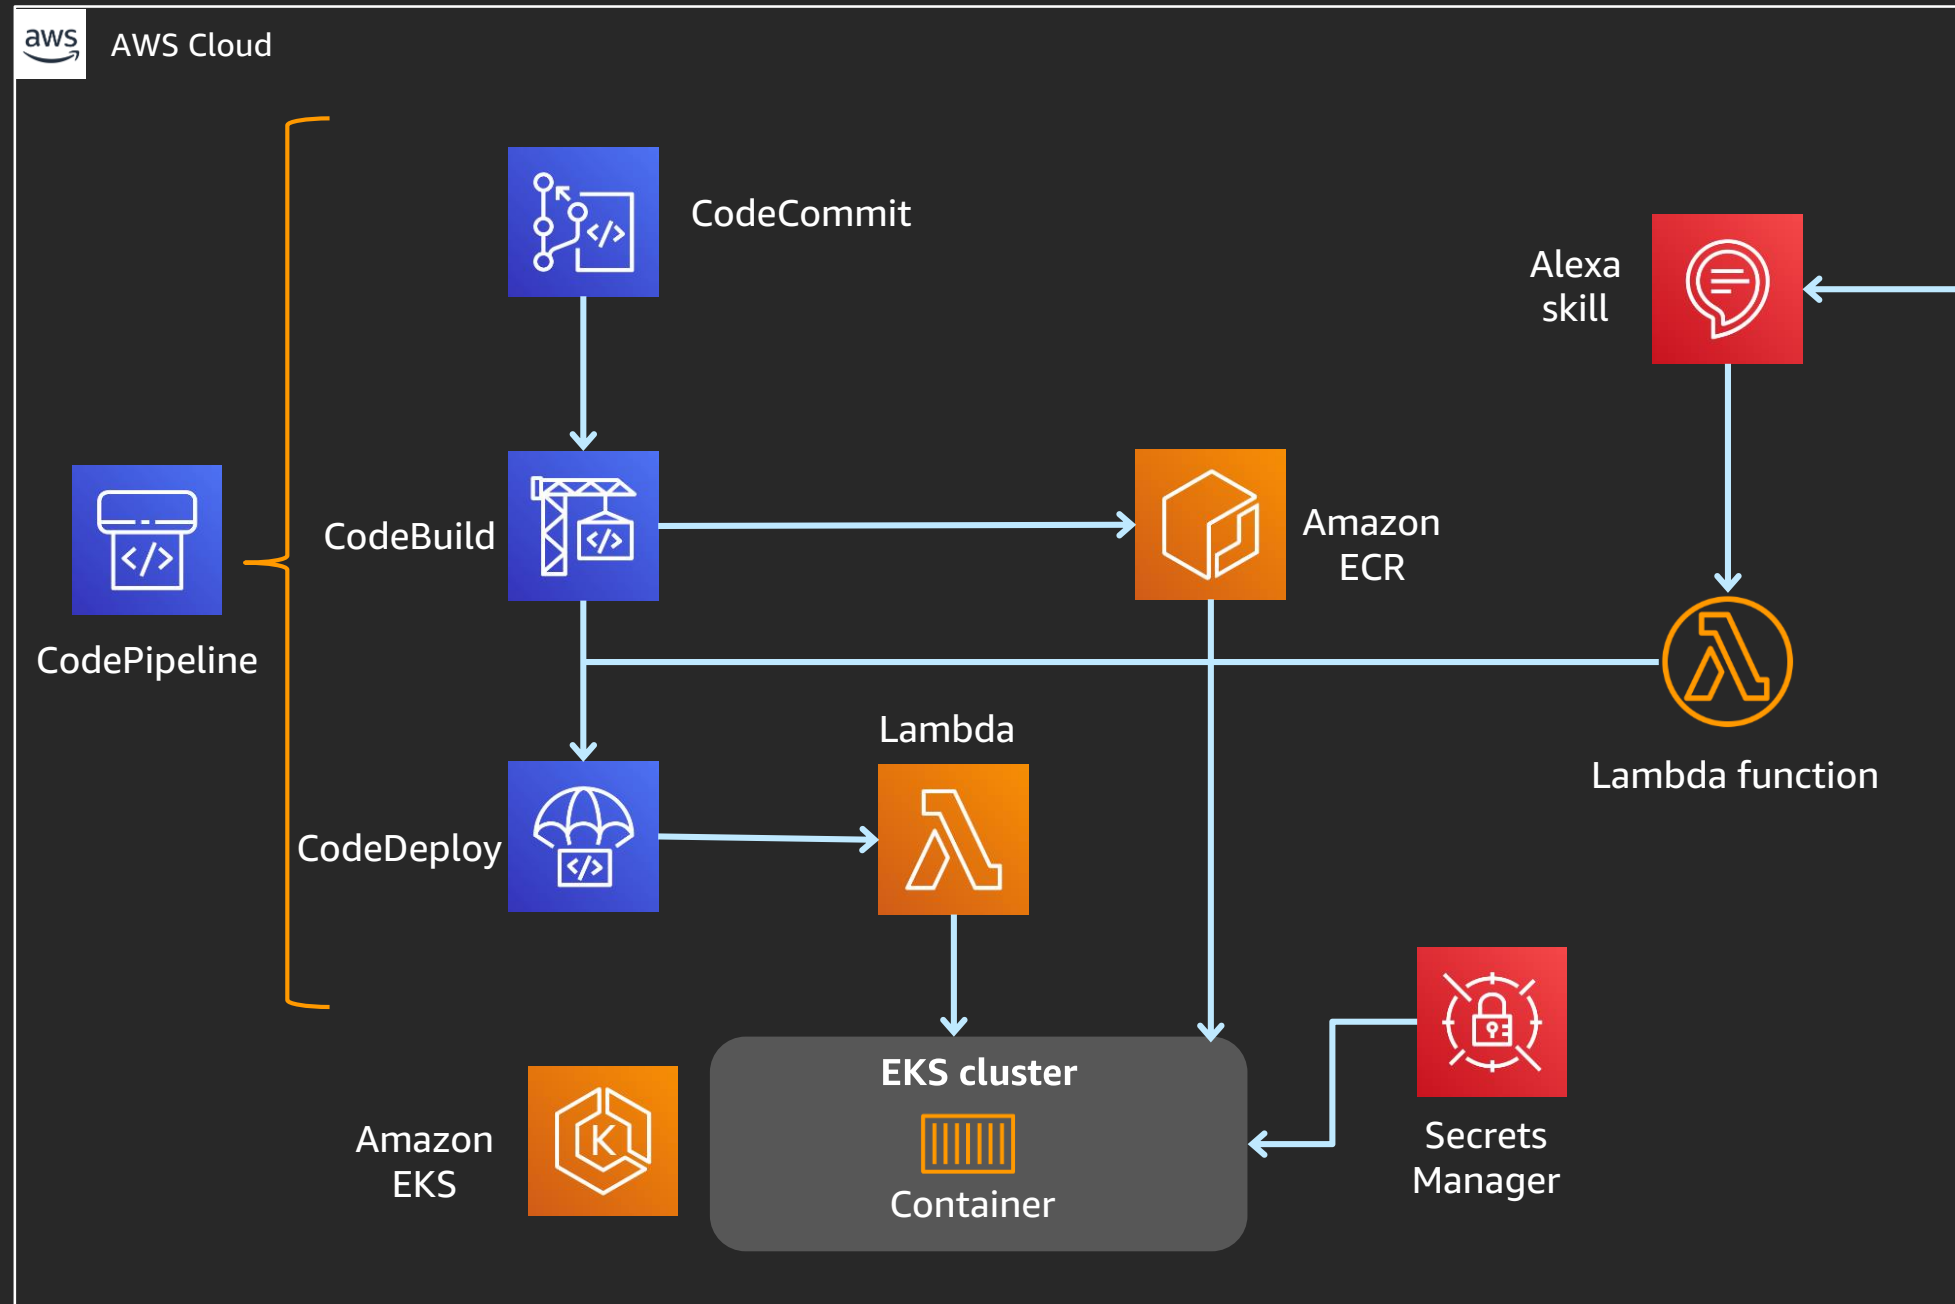 aws
AWS Cloud
CodeCommit
Alexa
skill
CodeBuild
Amazon
ECR
CodePipeline
Lambda
Lambda function
CodeDeploy
EKS cluster
Container
Amazon
EKS
K
Secrets
Manager